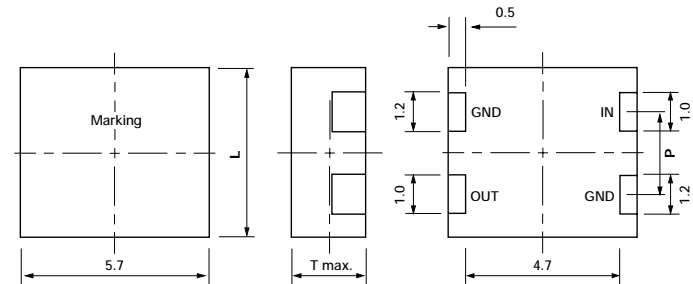 0.5
Marking
L
1.2
GND
IN
1.0
P
1.0
OUT
GND
1.2
5.7
T max.
4.7